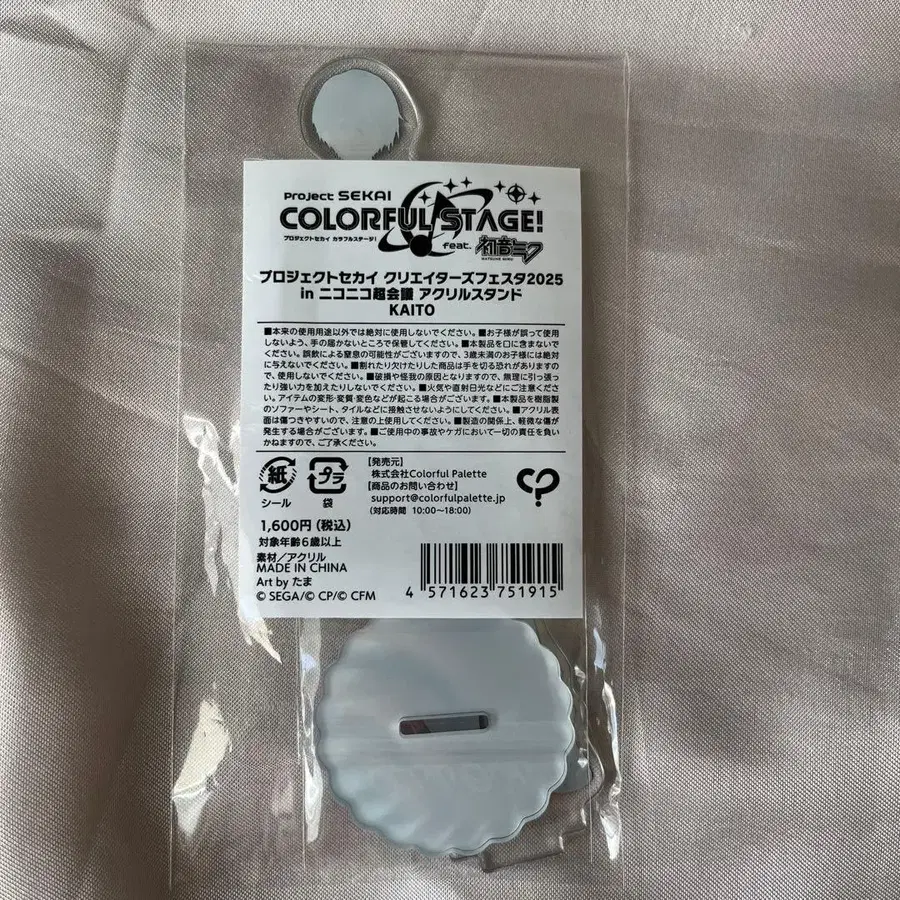 Project SEKAI
COLORFUL STAGE!
プロジェクトセカイ カラフルステージ!
feat. 初音ミク
HATSUNE MIKU
プロジェクトセカイ クリエイターズフェスタ2025
in ニコニコ超会議 アクリルスタンド
KAITO
■本来の使用用途以外では絶対に使用しないでください。■お子様が誤って使用
しないよう、手の届かないところで保管してください。■本製品を口に含まないで
ください。誤飲による窒息の可能性がございますので、3歳未満のお子様には絶対
に与えないでください。■割れたり欠けたりした商品は手を切る恐れがありますの
で、使用しないでください。■破損や怪我の原因となりますので、無理に引っ張っ
たり強い力を加えたりしないでください。■火気や直射日光などにご注意くださ
い。アイテムの変形・変質・変色などが起こる場合がございます。■本製品を樹脂製
のソファーやシート、タイルなどに接触させないようにしてください。■アクリル表
面は傷つきやすいので、注意の上使用してください。■製造の関係上、軽微な傷が
発生する場合がございます。■ご使用中の事故やケガにおいて一切の責任を負い
かねますので、ご了承ください。
紙
シール
プラ
袋
【発売元】
株式会社Colorful Palette
【商品のお問い合わせ】
support@colorfulpalette.jp
(対応時間 10:00～18:00)
CP
1,600円(税込)
対象年齢6歳以上
素材/アクリル
MADE IN CHINA
Art by たま
© SEGA/© CP/© CFM
4 571623 751915